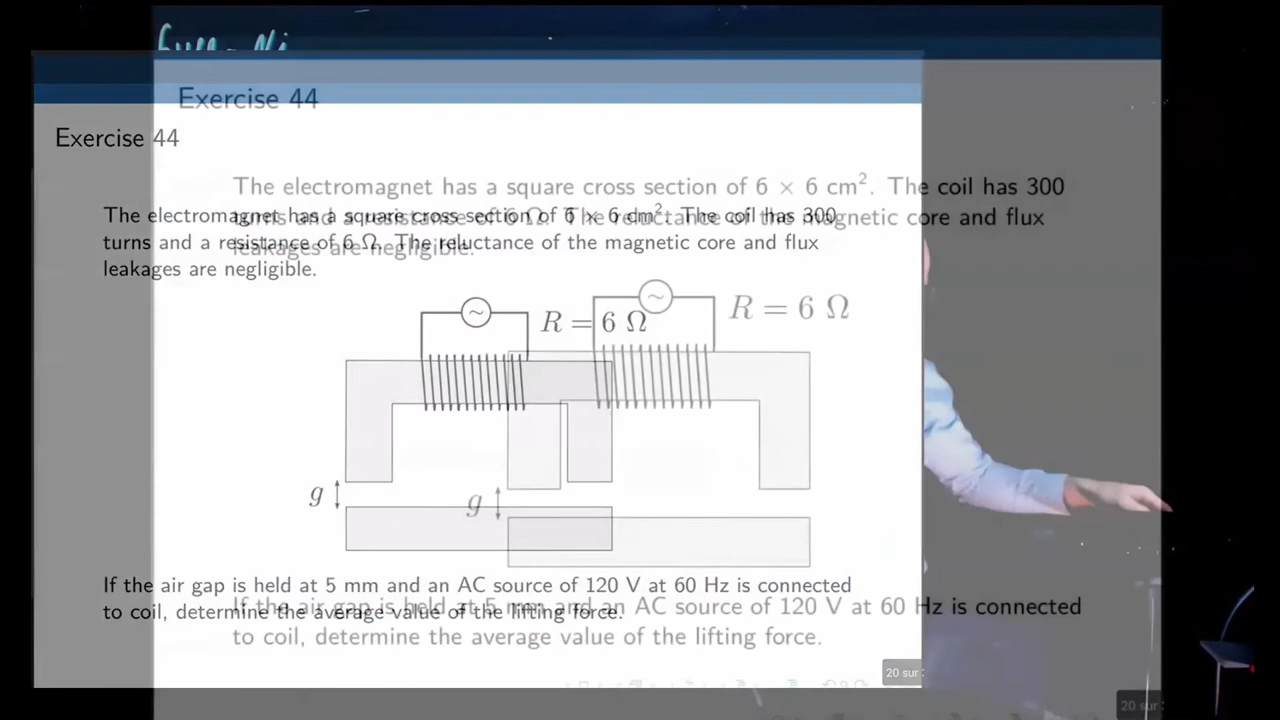 Exercise 44
Exercise 44
The electromagnet has a square cross section of 6 × 6 cm². The coil has 300
turns and a resistance of 6 Ω. The reluctance of the magnetic core and flux
leakages are negligible.
The electromagnet has a square cross section of 6 × 6 cm². The coil has 300
turns and a resistance of 6 Ω. The reluctance of the magnetic core and flux
leakages are negligible.
R = 6 Ω
R = 6 Ω
g
g
If the air gap is held at 5 mm and an AC source of 120 V at 60 Hz is connected
to coil, determine the average value of the lifting force.
If the air gap is held at 5 mm and an AC source of 120 V at 60 Hz is connected
to coil, determine the average value of the lifting force.
20 sur
20 sur